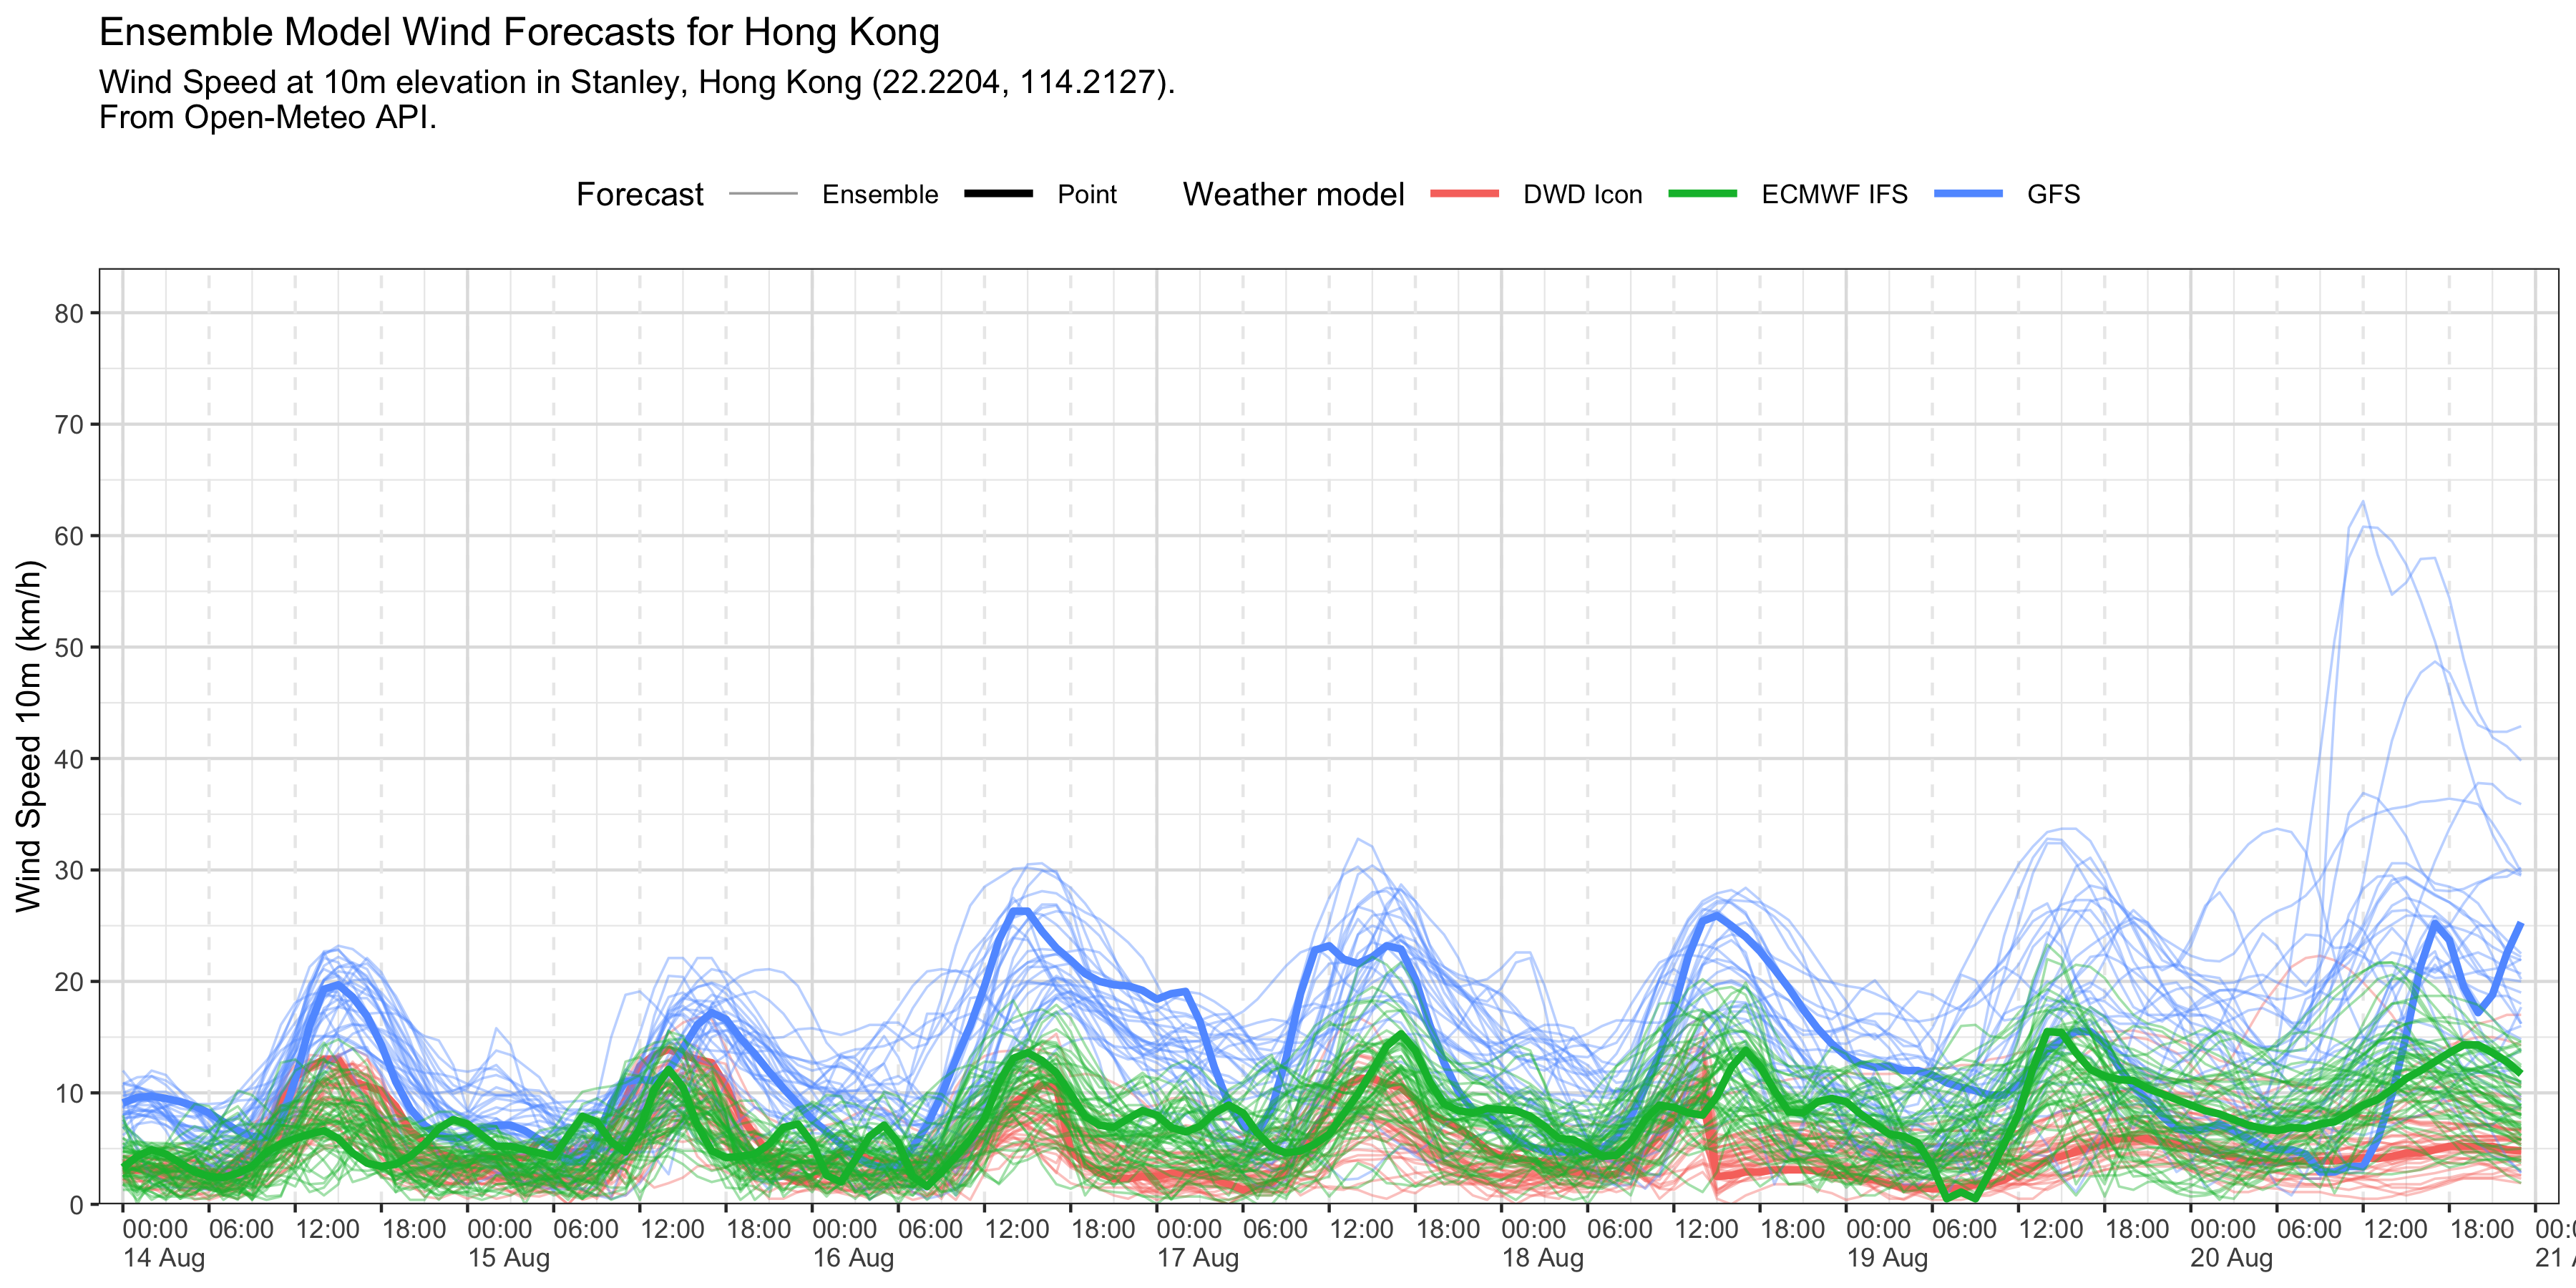 Ensemble Model Wind Forecasts for Hong Kong
Wind Speed at 10m elevation in Stanley, Hong Kong (22.2204, 114.2127).
From Open-Meteo API.
Forecast Ensemble Point Weather model DWD Icon ECMWF IFS GFS
Wind Speed 10m (km/h)
80
70
60
50
40
30
20
10
0
00:00 06:00 12:00 18:00 00:00 06:00 12:00 18:00 00:00 06:00 12:00 18:00 00:00 06:00 12:00 18:00 00:00 06:00 12:00 18:00 00:00 06:00 12:00 18:00 00:00 06:00 12:00 18:00 00:0
14 Aug 15 Aug 16 Aug 17 Aug 18 Aug 19 Aug 20 Aug 21